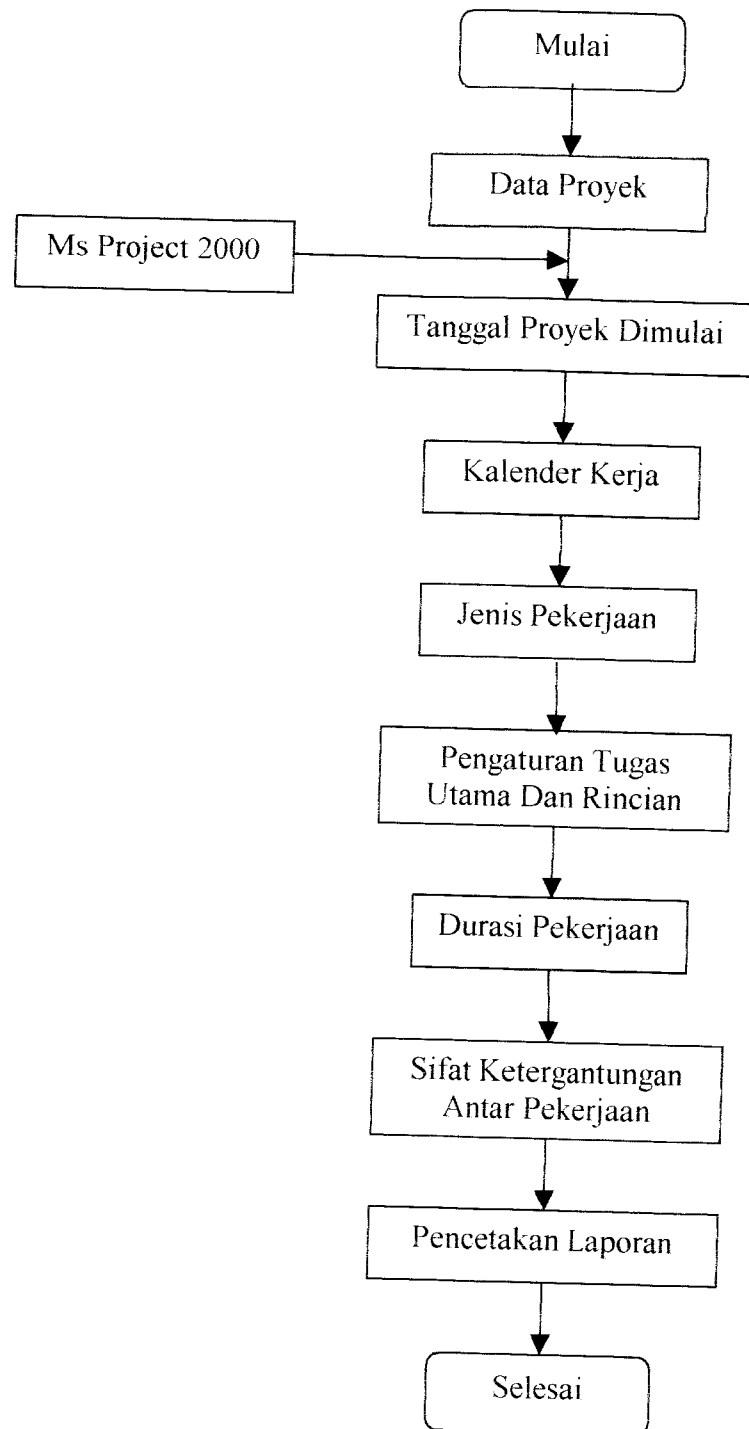 Mulai
Data Proyek
Ms Project 2000
Tanggal Proyek Dimulai
Kalender Kerja
Jenis Pekerjaan
Pengaturan Tugas
Utama Dan Rincian
Durasi Pekerjaan
Sifat Ketergantungan
Antar Pekerjaan
Pencetakan Laporan
Selesai